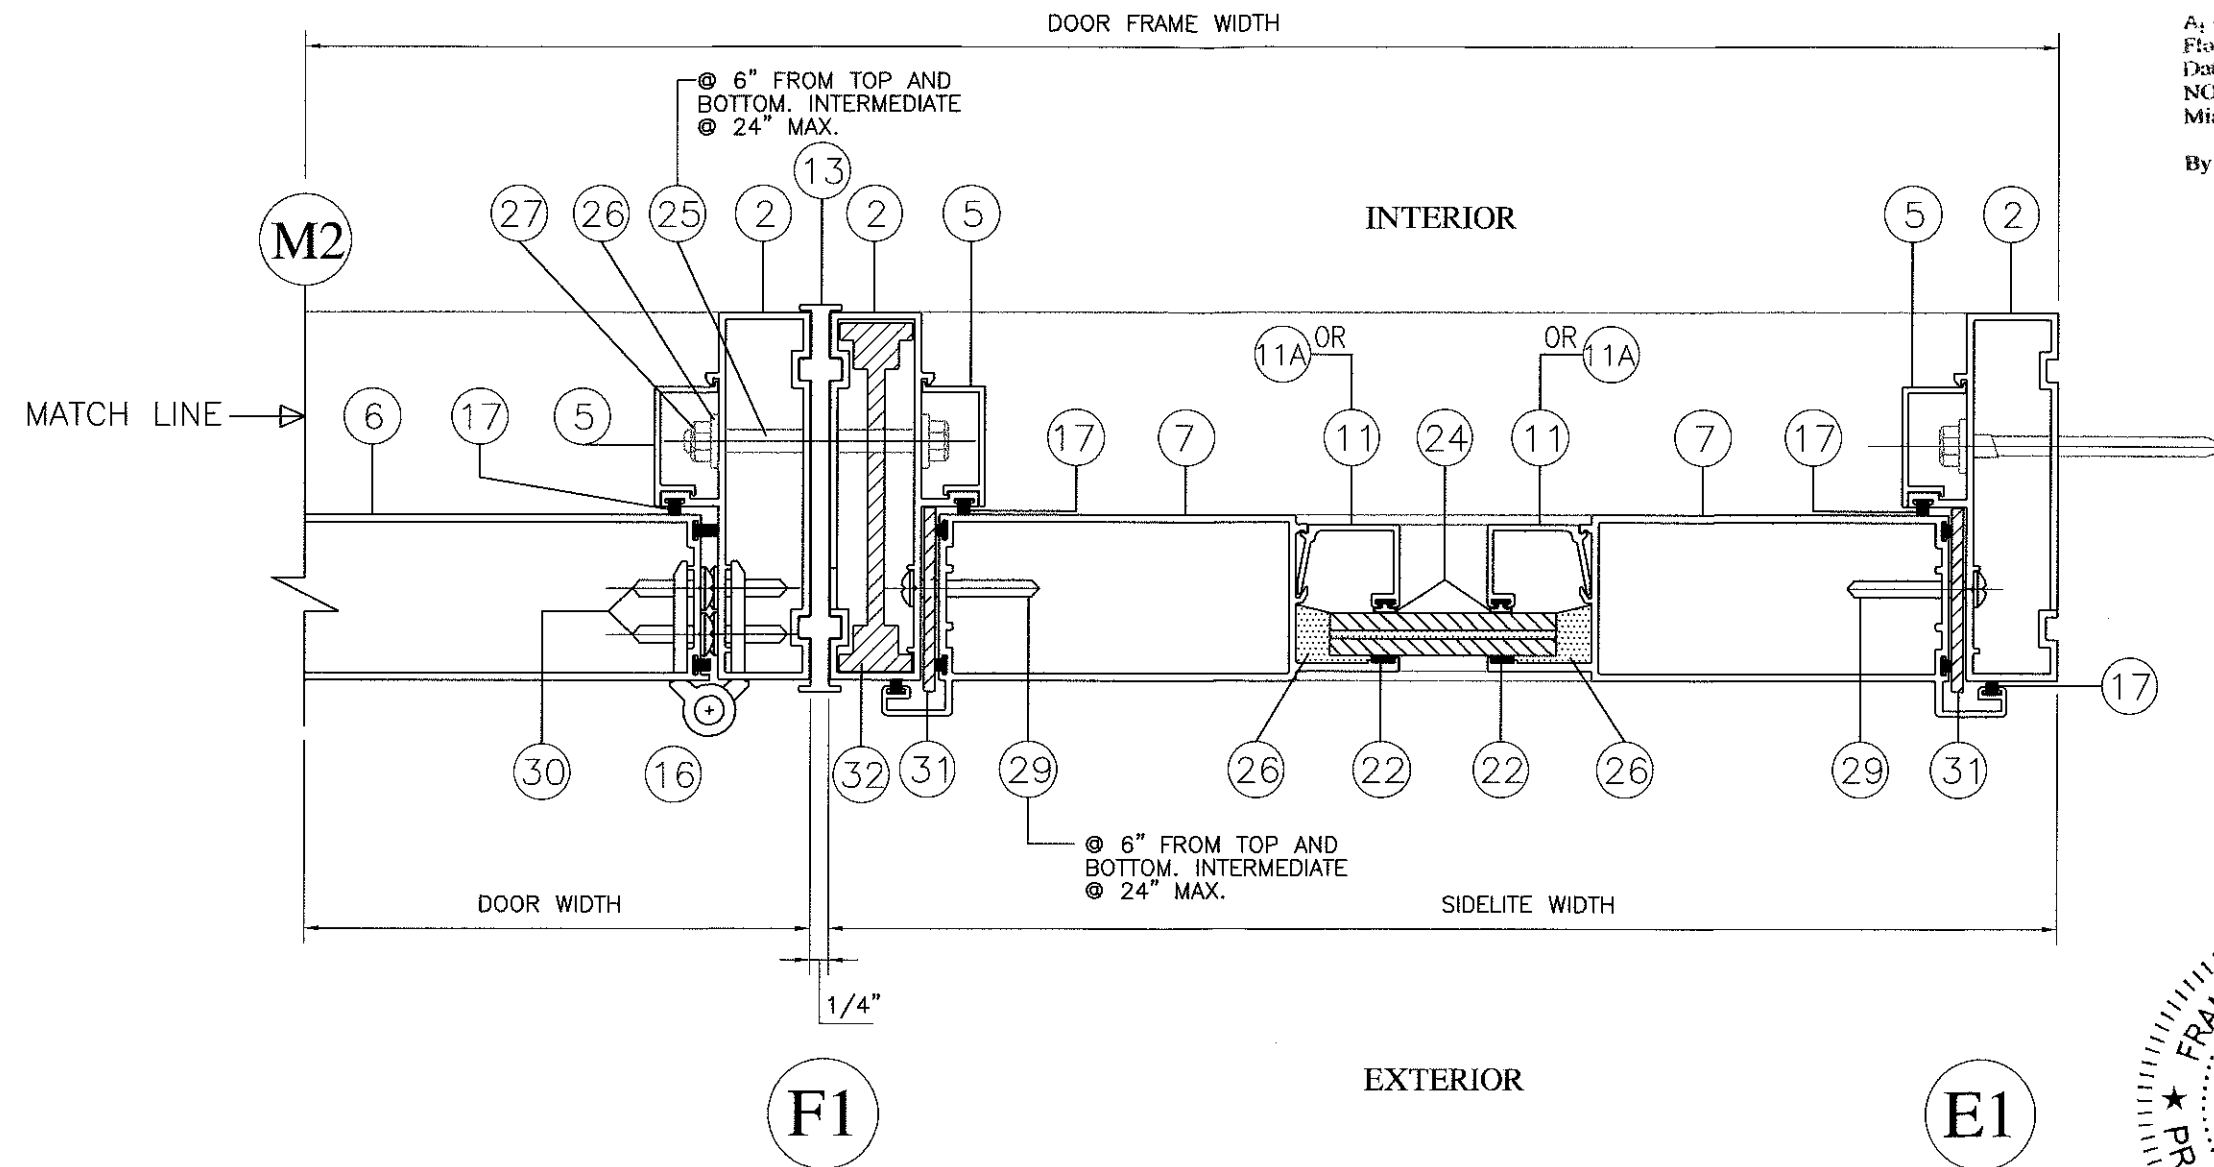 DOOR FRAME WIDTH
@ 6" FROM TOP AND
BOTTOM. INTERMEDIATE
@ 24" MAX.
13
M2
27
26
25
2
2
5
INTERIOR
5
2
11A OR
OR 11A
MATCH LINE
6
17
5
17
7
11
24
11
7
17
17
30
16
32
31
29
26
22
22
26
29
31
@ 6" FROM TOP AND
BOTTOM. INTERMEDIATE
@ 24" MAX.
DOOR WIDTH
SIDELITE WIDTH
1/4"
F1
EXTERIOR
E1
By